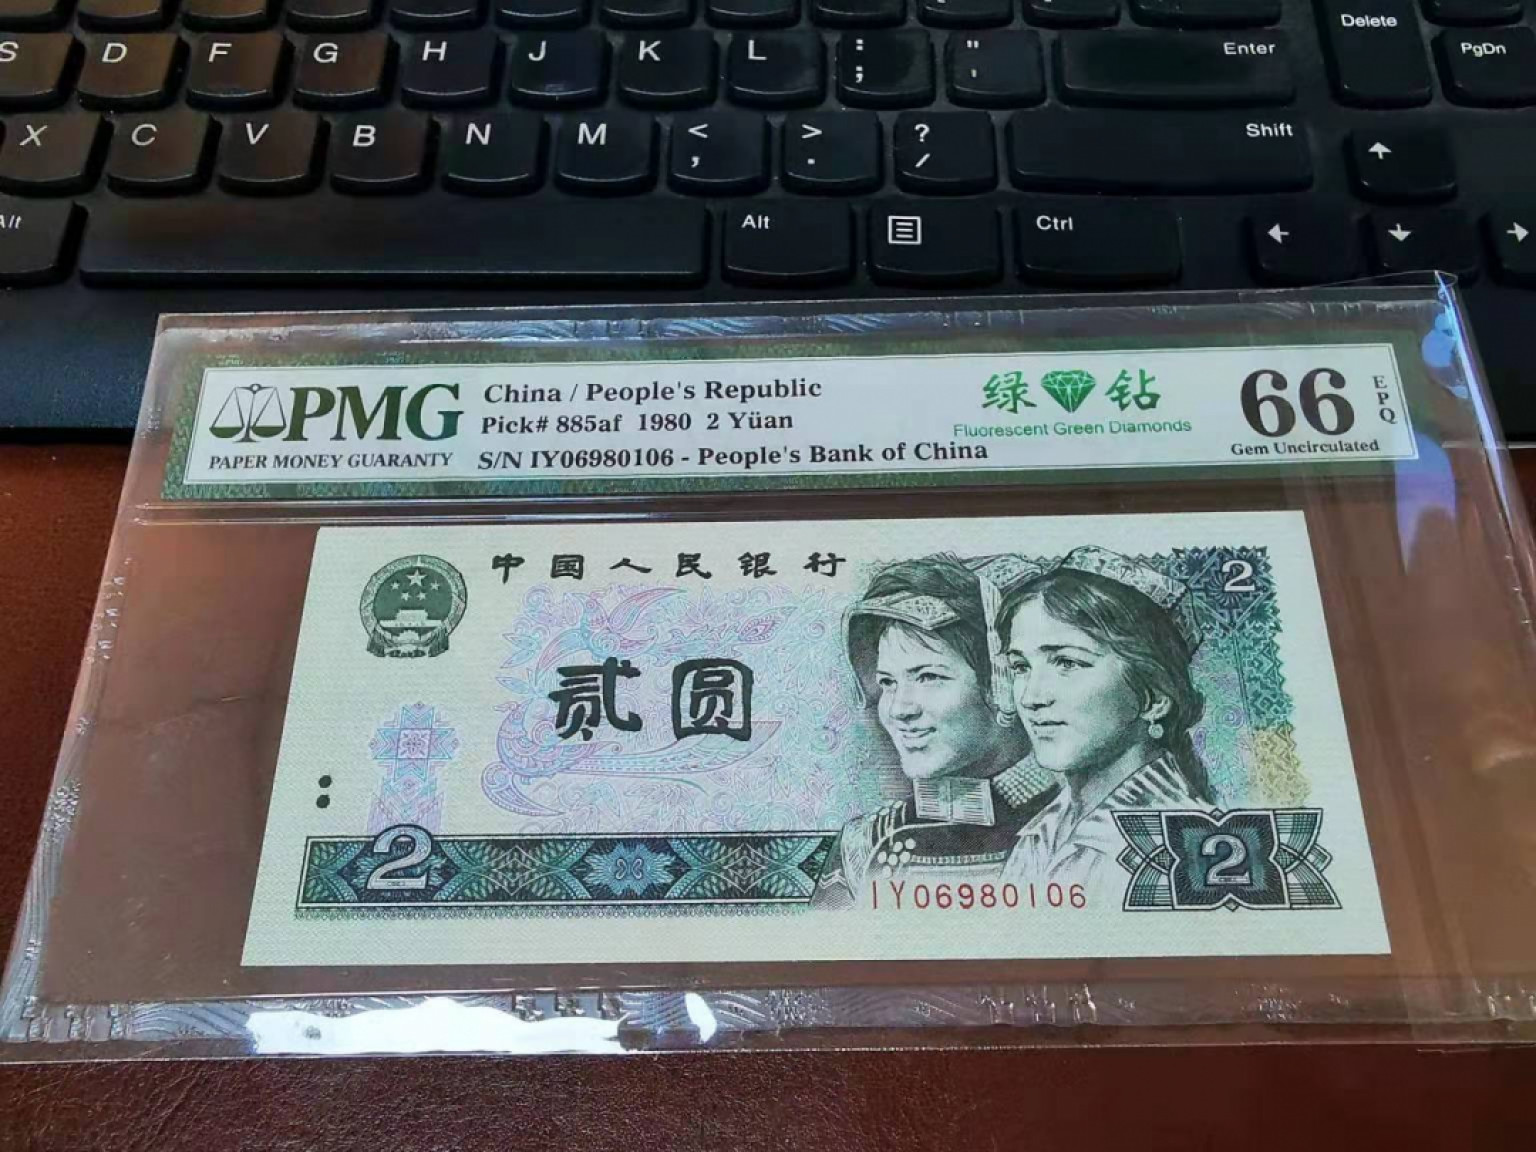 Delete
S D F G H J K L : ; " ' Enter PgDn
X C V B N M < , > . ? / Shift
Alt Alt Ctrl
PMG
PAPER MONEY GUARANTY
China / People's Republic
Pick# 885af 1980 2 Yüan
S/N IY06980106 - People's Bank of China
绿钻
Fluorescent Green Diamonds
66
EPQ
Gem Uncirculated
中国人民银行
2
贰圆
2
2
IY06980106